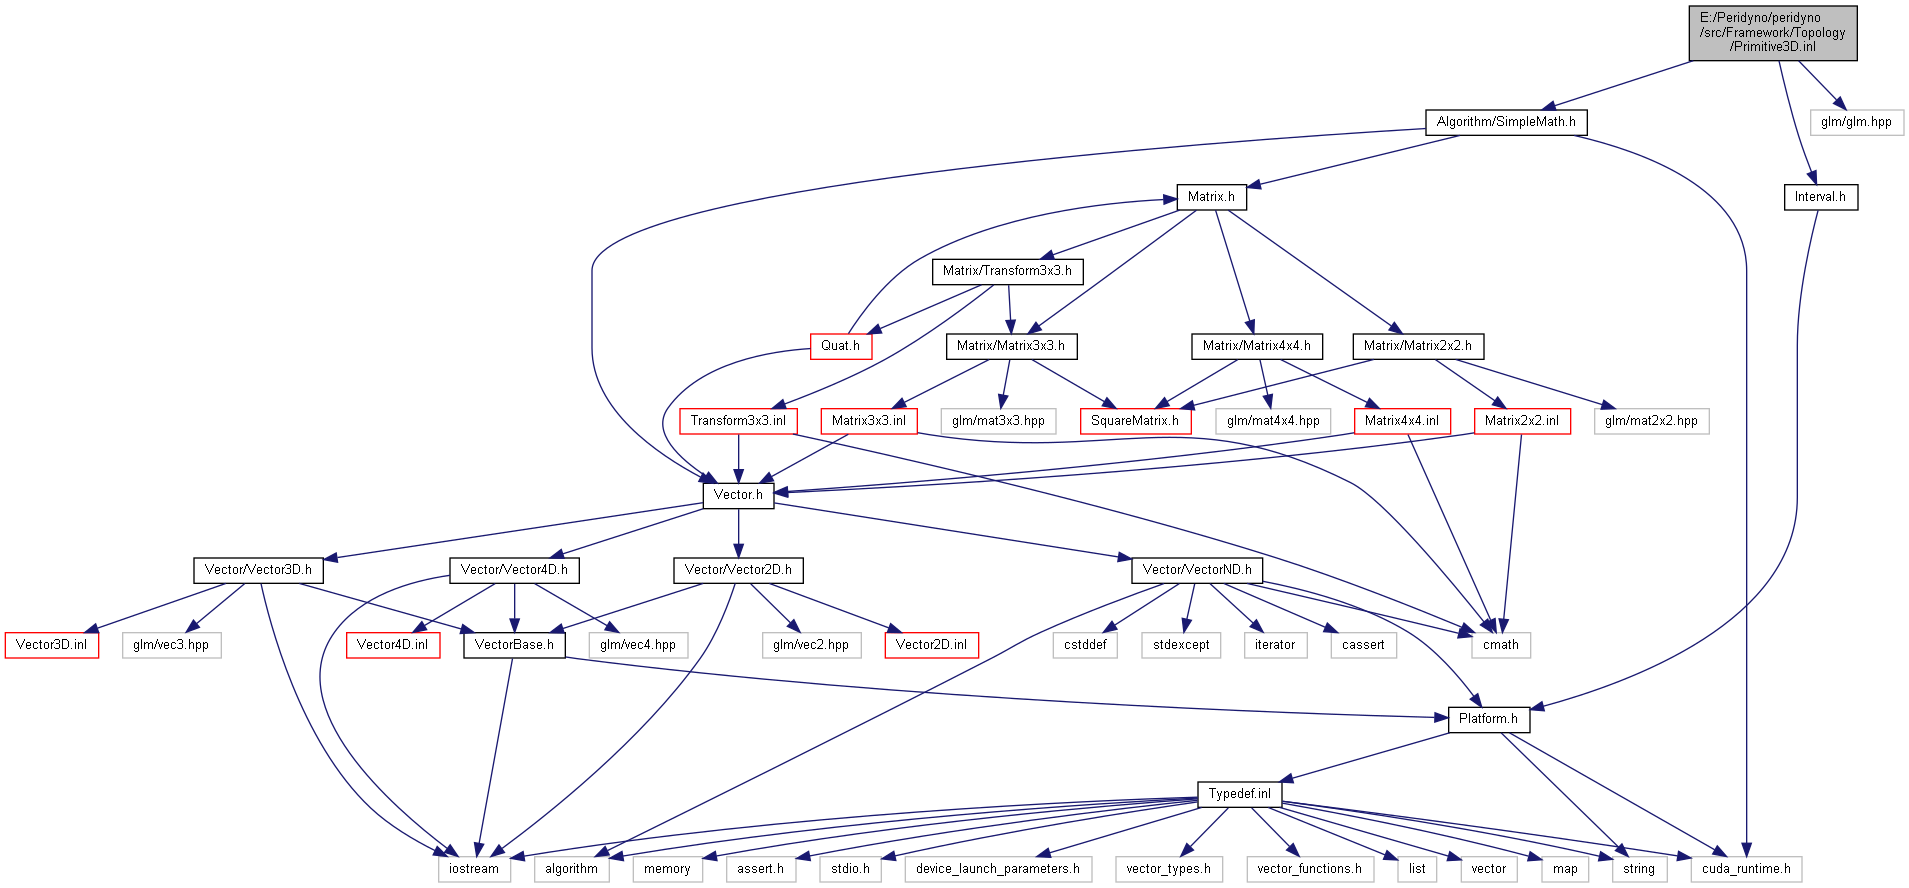 E:/Peridyno/peridyno
/src/Framework/Topology
/Primitive3D.inl
Algorithm/SimpleMath.h
glm/glm.hpp
Matrix.h
Interval.h
Matrix/Transform3x3.h
Quat.h
Matrix/Matrix3x3.h
Matrix/Matrix4x4.h
Matrix/Matrix2x2.h
Transform3x3.inl
Matrix3x3.inl
glm/mat3x3.hpp
SquareMatrix.h
glm/mat4x4.hpp
Matrix4x4.inl
Matrix2x2.inl
glm/mat2x2.hpp
Vector.h
Vector/Vector3D.h
Vector/Vector4D.h
Vector/Vector2D.h
Vector/VectorND.h
Vector3D.inl
glm/vec3.hpp
Vector4D.inl
VectorBase.h
glm/vec4.hpp
glm/vec2.hpp
Vector2D.inl
cstddef
stdexcept
iterator
cassert
cmath
Platform.h
Typedef.inl
iostream
algorithm
memory
assert.h
stdio.h
device_launch_parameters.h
vector_types.h
vector_functions.h
list
vector
map
string
cuda_runtime.h